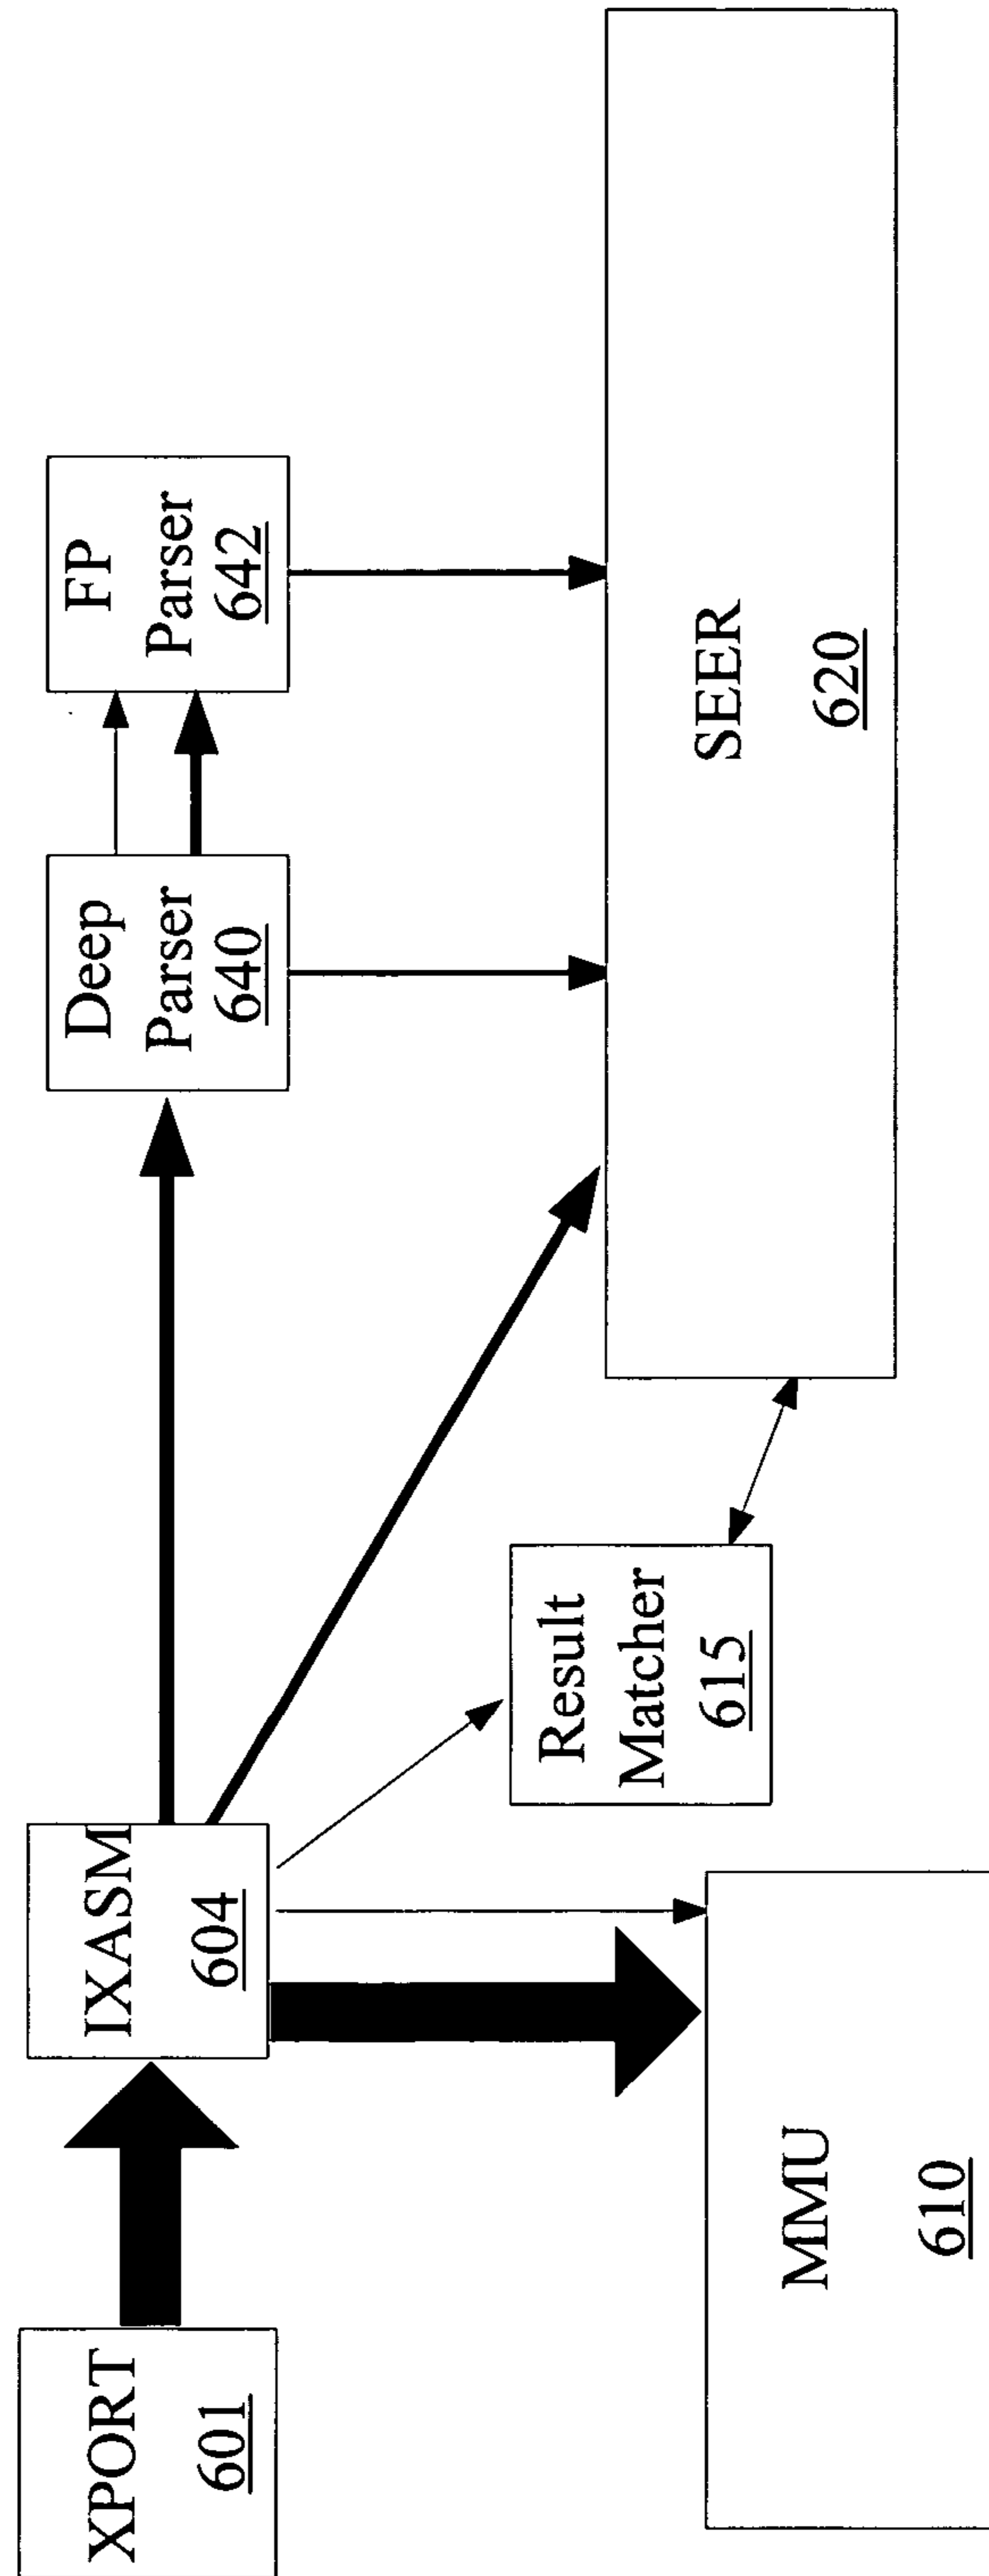 XPORT
601
IXASM
604
Deep
Parser
640
FP
Parser
642
MMU
610
Result
Matcher
615
SEER
620